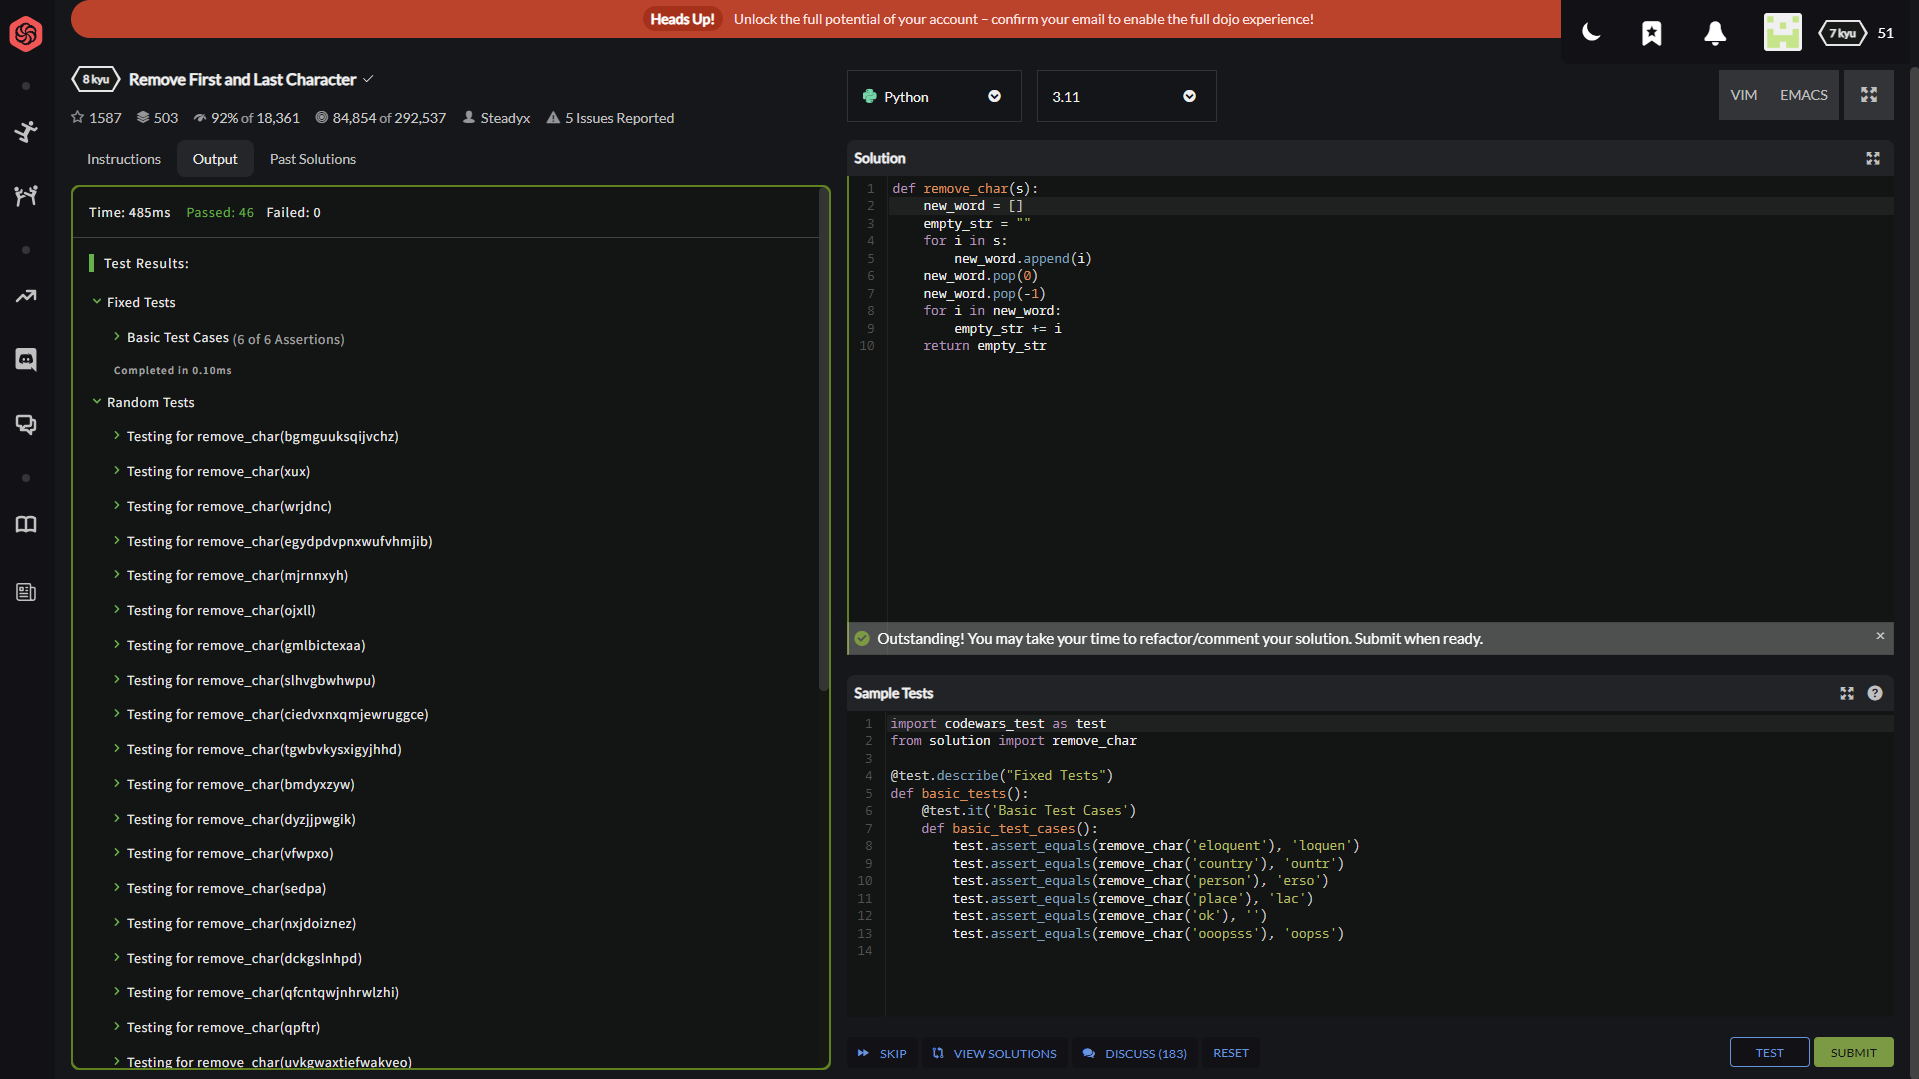 Heads Up! Unlock the full potential of your account – confirm your email to enable the full dojo experience!
7 kyu 51
8 kyu Remove First and Last Character
1587 503 92% of 18,361 84,854 of 292,537 Steadyx 5 Issues Reported
Instructions Output Past Solutions
Time: 485ms Passed: 46 Failed: 0
Test Results:
Fixed Tests
Basic Test Cases (6 of 6 Assertions)
Completed in 0.10ms
Random Tests
Testing for remove_char(bgmguuksqijvchz)
Testing for remove_char(xux)
Testing for remove_char(wrjdnc)
Testing for remove_char(egydpdvpnxwufvhmjib)
Testing for remove_char(mjrnnxyh)
Testing for remove_char(ojxll)
Testing for remove_char(gmlbictexaa)
Testing for remove_char(slhvgbwhwpu)
Testing for remove_char(ciedvxnxqmjewruggce)
Testing for remove_char(tgwbvkysxigyjhhd)
Testing for remove_char(bmdyxzyw)
Testing for remove_char(dyzjjpwgik)
Testing for remove_char(vfwpxo)
Testing for remove_char(sedpa)
Testing for remove_char(nxjdoiznez)
Testing for remove_char(dckgslnhpd)
Testing for remove_char(qfcntqwjnhrwlzhi)
Testing for remove_char(qpftr)
Testing for remove_char(uvkgwaxtiefwakveo)
Python 3.11 VIM EMACS
Solution
1 def remove_char(s):
2     new_word = []
3     empty_str = ""
4     for i in s:
5         new_word.append(i)
6     new_word.pop(0)
7     new_word.pop(-1)
8     for i in new_word:
9         empty_str += i
10     return empty_str
Outstanding! You may take your time to refactor/comment your solution. Submit when ready. ×
Sample Tests ?
1 import codewars_test as test
2 from solution import remove_char
3
4 @test.describe("Fixed Tests")
5 def basic_tests():
6     @test.it('Basic Test Cases')
7     def basic_test_cases():
8         test.assert_equals(remove_char('eloquent'), 'loquen')
9         test.assert_equals(remove_char('country'), 'ountr')
10         test.assert_equals(remove_char('person'), 'erso')
11         test.assert_equals(remove_char('place'), 'lac')
12         test.assert_equals(remove_char('ok'), '')
13         test.assert_equals(remove_char('ooopsss'), 'oopss')
14
SKIP VIEW SOLUTIONS DISCUSS (183) RESET TEST SUBMIT